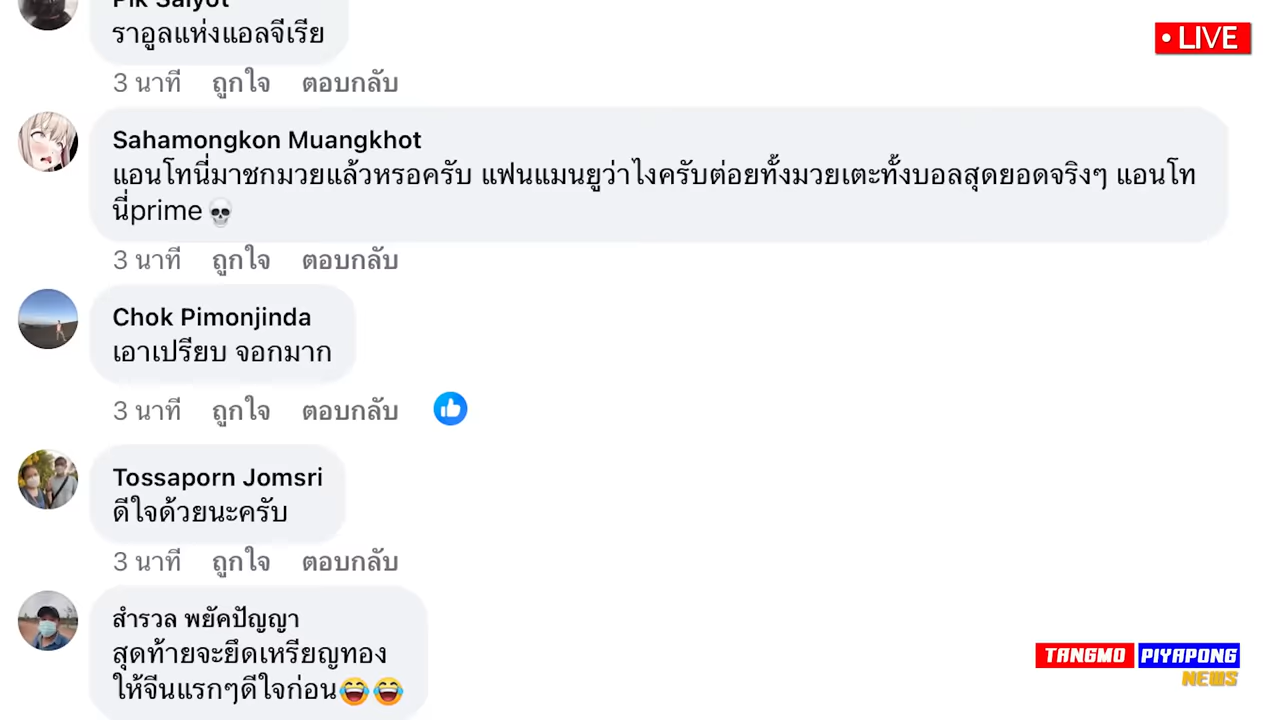 Pik Saiyot
ราอูลแห่งแอลจีเรีย
• LIVE
3 นาที ถูกใจ ตอบกลับ
Sahamongkon Muangkhot
แอนโทนี่มาชกมวยแล้วหรอครับ แฟนแมนยูว่าไงครับต่อยทั้งมวยเตะทั้งบอลสุดยอดจริงๆ แอนโท
นี่prime💀
3 นาที ถูกใจ ตอบกลับ
Chok Pimonjinda
เอาเปรียบ จอกมาก
3 นาที ถูกใจ ตอบกลับ
Tossaporn Jomsri
ดีใจด้วยนะครับ
3 นาที ถูกใจ ตอบกลับ
สำรวล พยัคปัญญา
สุดท้ายจะยึดเหรียญทอง
ให้จีนแรกๆดีใจก่อน😂😂
TANGMO PIYAPONG
NEWS